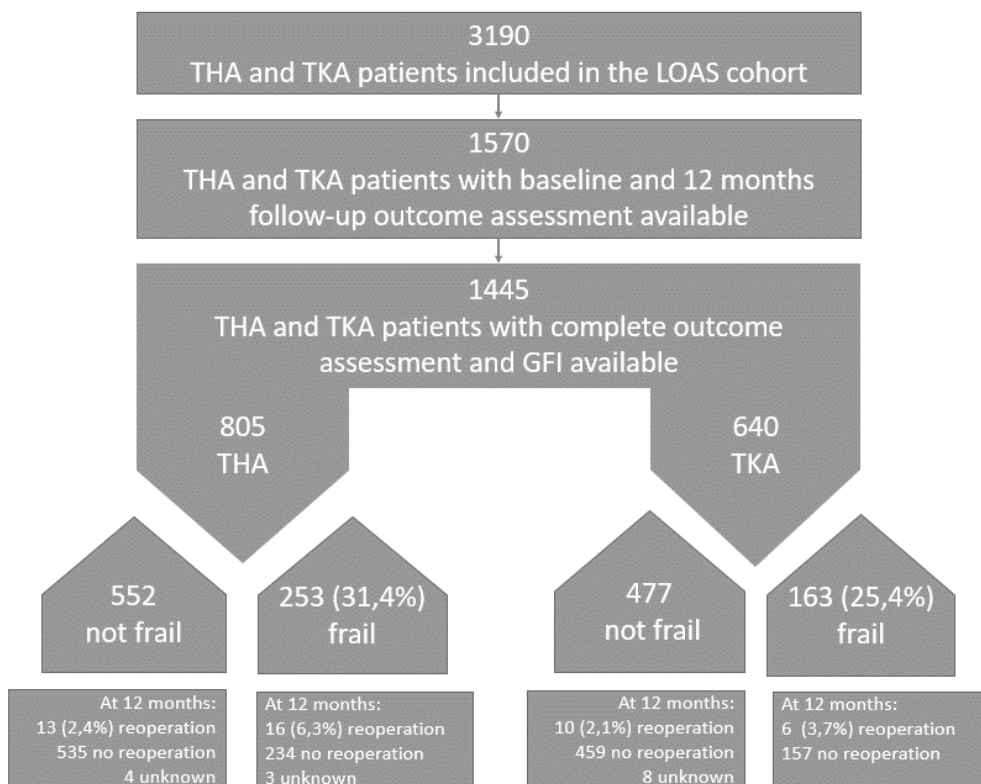 3190
THA and TKA patients included in the LOAS cohort
1570
THA and TKA patients with baseline and 12 months
follow-up outcome assessment available
1445
THA and TKA patients with complete outcome
assessment and GFI available
805
THA
640
TKA
552
not frail
253 (31,4%)
frail
477
not frail
163 (25,4%)
frail
At 12 months:
13 (2,4%) reoperation
535 no reoperation
4 unknown
At 12 months:
16 (6,3%) reoperation
234 no reoperation
3 unknown
At 12 months:
10 (2,1%) reoperation
459 no reoperation
8 unknown
At 12 months:
6 (3,7%) reoperation
157 no reoperation